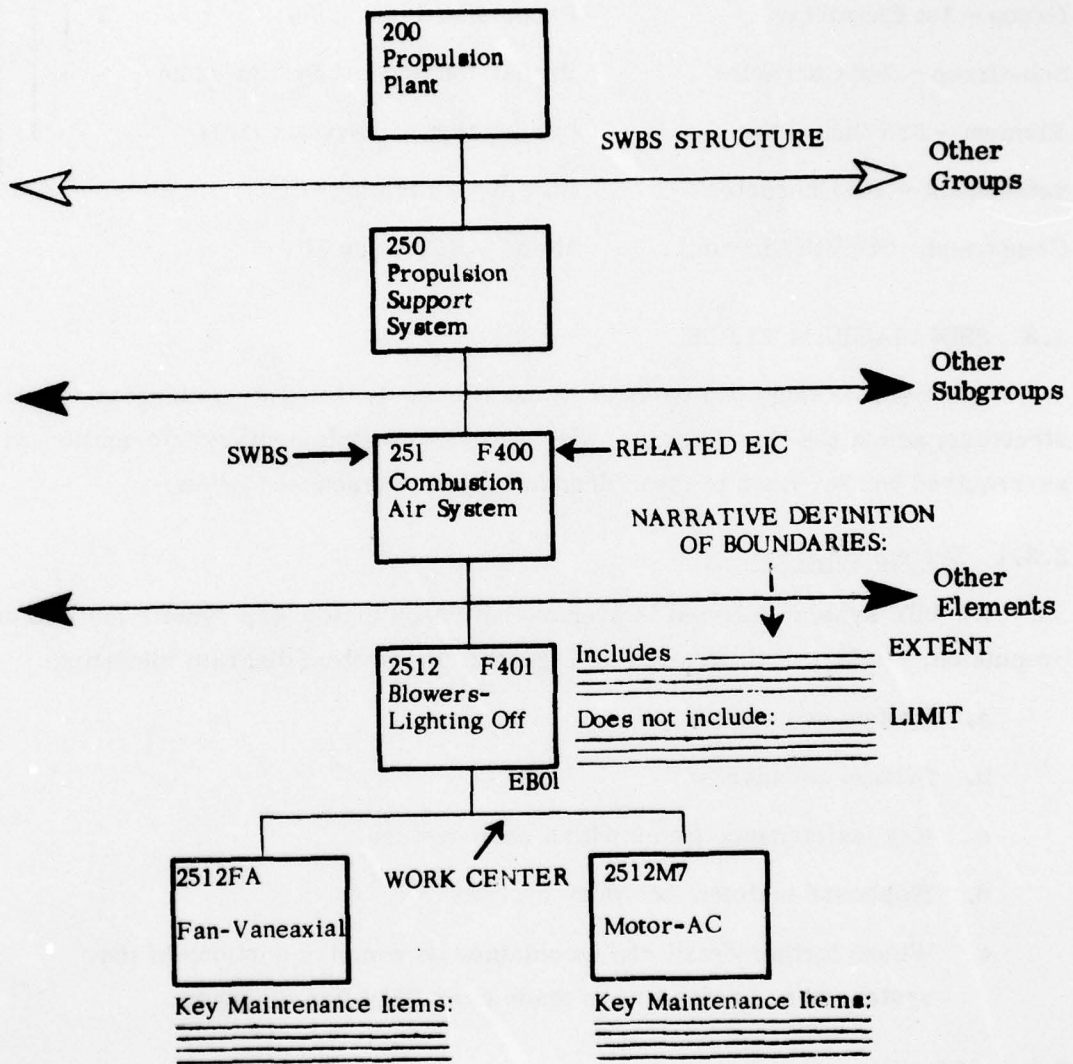 200
Propulsion
Plant
SWBS STRUCTURE
Other
Groups
250
Propulsion
Support
System
Other
Subgroups
SWBS
251 F400
Combustion
Air System
RELATED EIC
NARRATIVE DEFINITION
OF BOUNDARIES:
Other
Elements
2512 F401
Blowers-
Lighting Off
Includes
EXTENT
Does not include:
LIMIT
EB01
WORK CENTER
2512FA
Fan-Vaneaxial
2512M7
Motor-AC
Key Maintenance Items:
Key Maintenance Items: